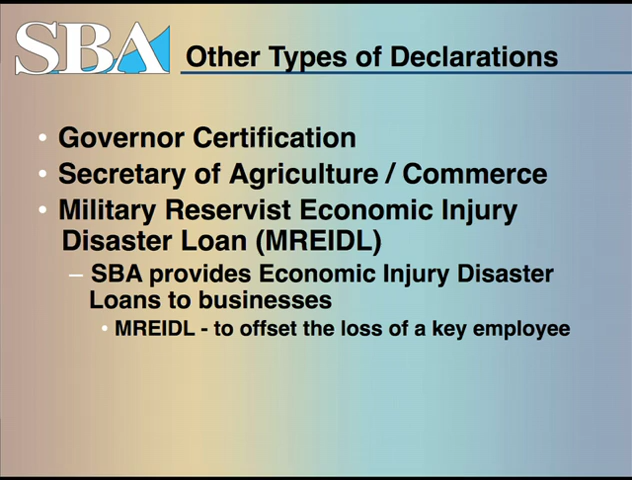 SBA
Other Types of Declarations
• Governor Certification
• Secretary of Agriculture / Commerce
• Military Reservist Economic Injury
Disaster Loan (MREIDL)
– SBA provides Economic Injury Disaster
Loans to businesses
• MREIDL - to offset the loss of a key employee